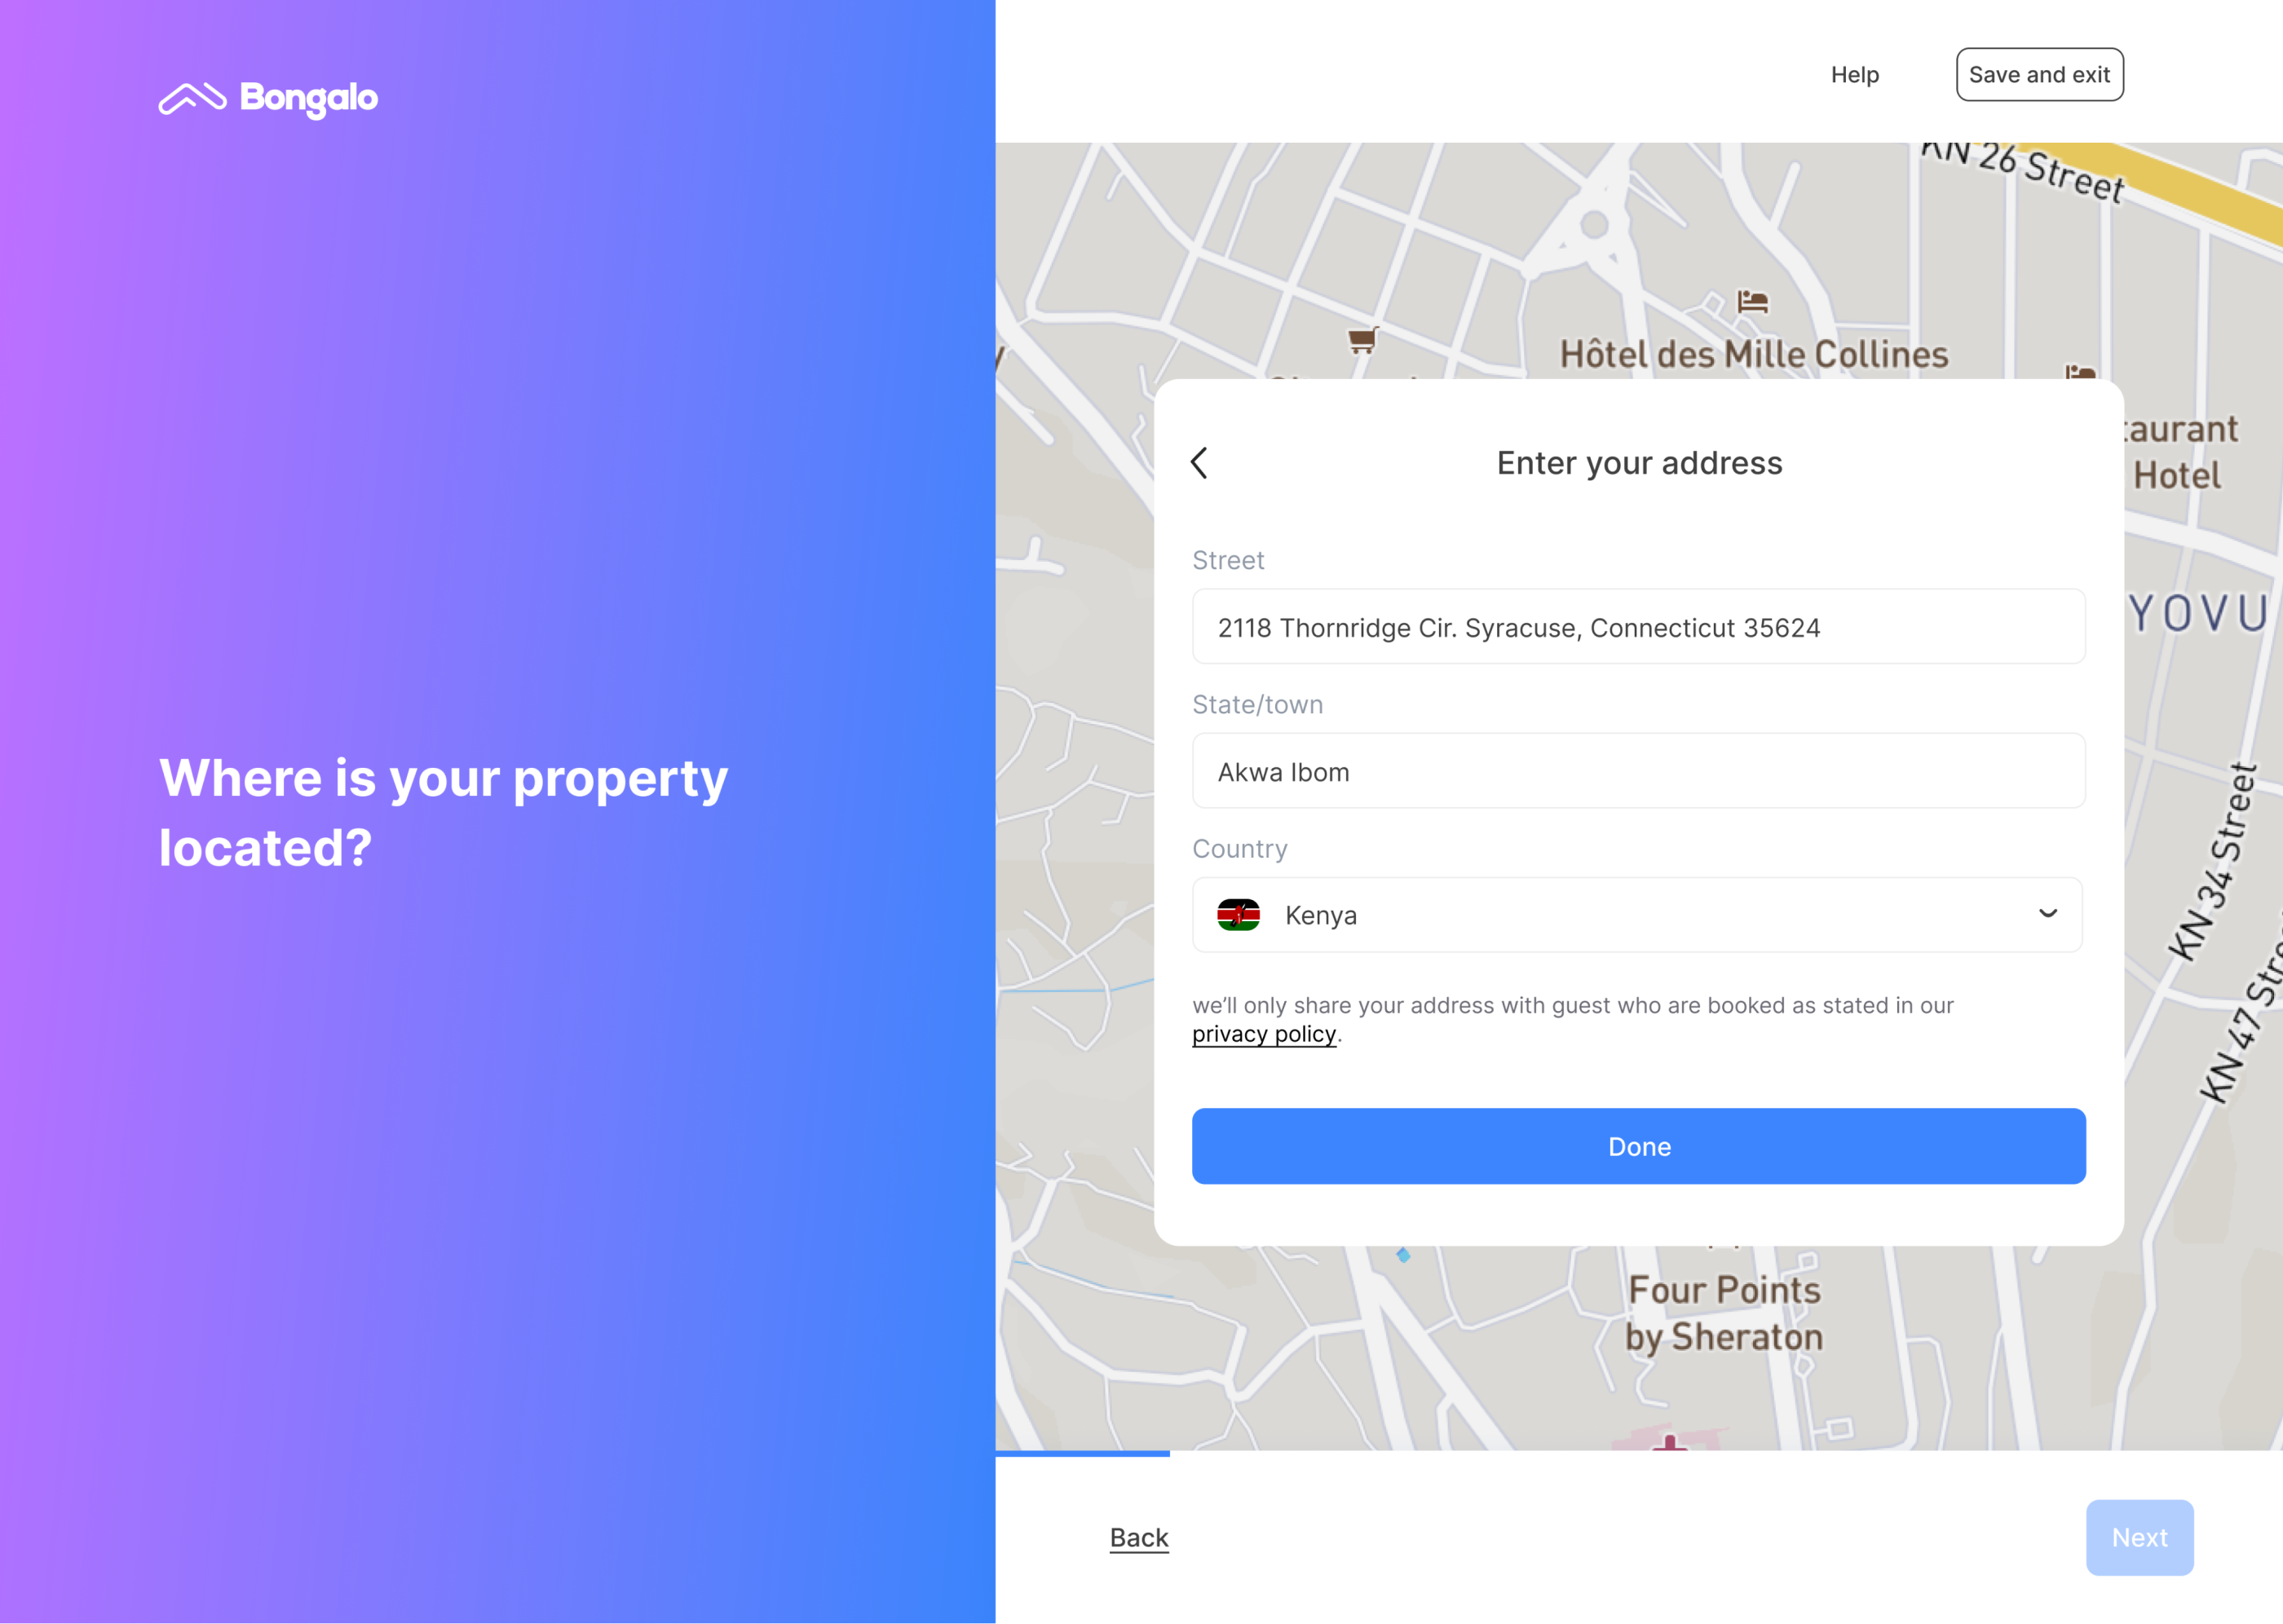 Bongalo
Help
Save and exit
Where is your property
located?
KN 26 Street
Hôtel des Mille Collines
Hotel
Enter your address
Street
2118 Thornridge Cir. Syracuse, Connecticut 35624
State/town
Akwa Ibom
Country
Kenya
we’ll only share your address with guest who are booked as stated in our
privacy policy.
Done
YOVU
KN 34 Street
KN 47 Street
Four Points
by Sheraton
Back
Next